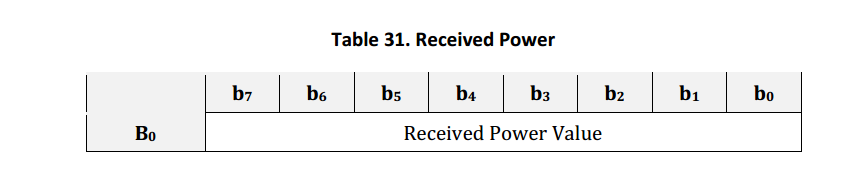 Table 31. Received Power
b7 b6 b5 b4 b3 b2 b1 b0
B0 Received Power Value